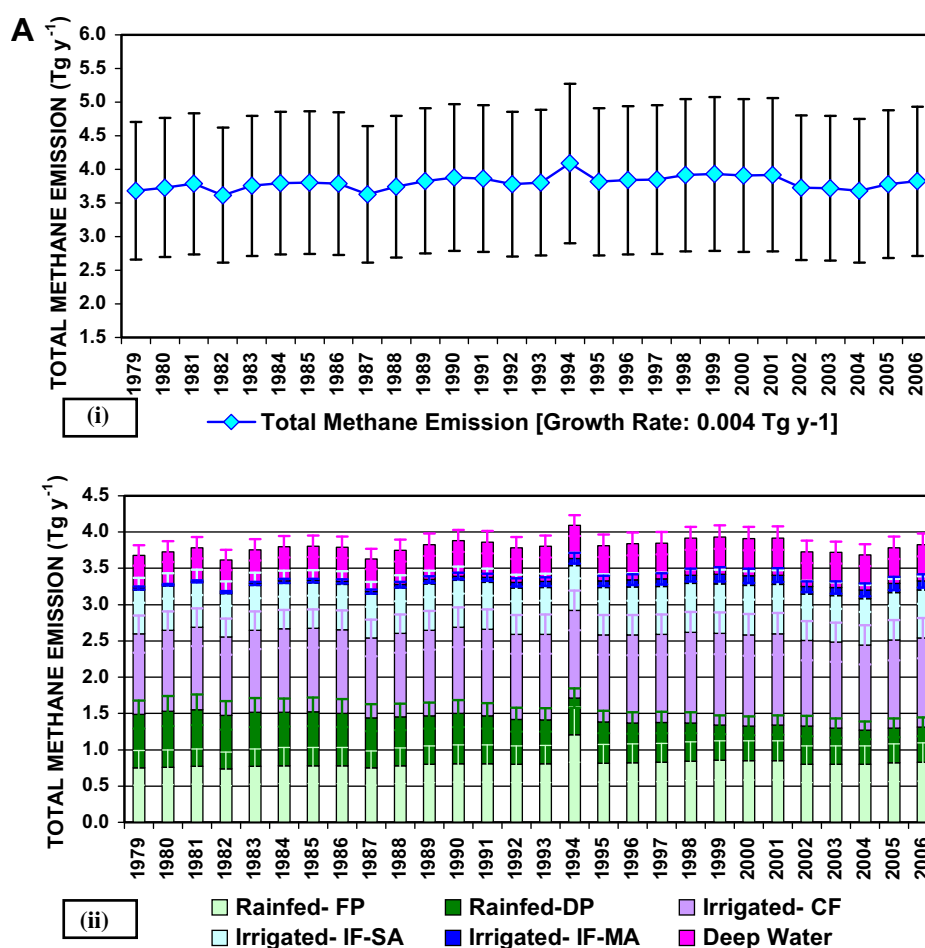 A
TOTAL METHANE EMISSION (Tg y-1)
6.0
5.5
5.0
4.5
4.0
3.5
3.0
2.5
2.0
1.5
1979 1980 1981 1982 1983 1984 1985 1986 1987 1988 1989 1990 1991 1992 1993 1994 1995 1996 1997 1998 1999 2000 2001 2002 2003 2004 2005 2006
(i)
Total Methane Emission [Growth Rate: 0.004 Tg y-1]
TOTAL METHANE EMISSION (Tg y-1)
4.5
4.0
3.5
3.0
2.5
2.0
1.5
1.0
0.5
0.0
1979 1980 1981 1982 1983 1984 1985 1986 1987 1988 1989 1990 1991 1992 1993 1994 1995 1996 1997 1998 1999 2000 2001 2002 2003 2004 2005 2006
(ii)
Rainfed- FP Rainfed-DP Irrigated- CF
Irrigated- IF-SA Irrigated- IF-MA Deep Water